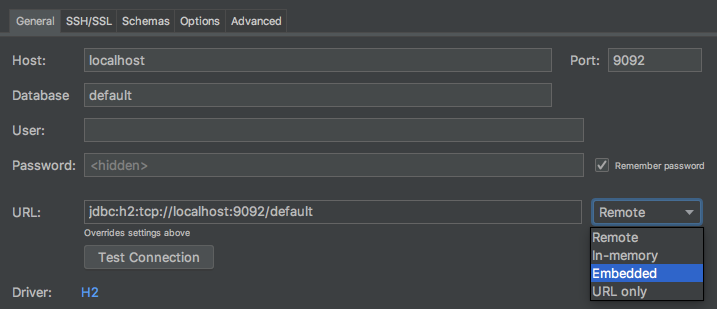 General SSH/SSL Schemas Options Advanced
Host: localhost Port: 9092
Database default
User:
Password: <hidden> Remember password
URL: jdbc:h2:tcp://localhost:9092/default Remote
Overrides settings above
Remote
In-memory
Embedded
URL only
Test Connection
Driver: H2